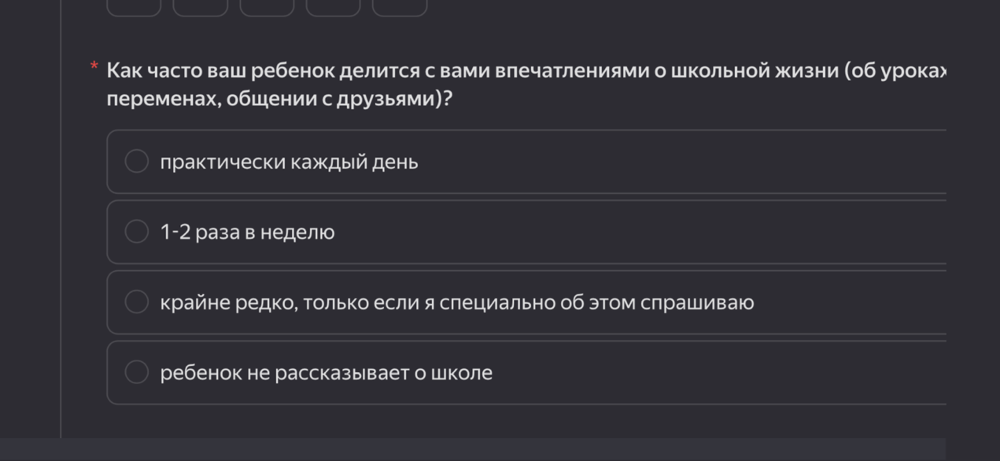 * Как часто ваш ребенок делится с вами впечатлениями о школьной жизни (об уроках
переменах, общении с друзьями)?
практически каждый день
1-2 раза в неделю
крайне редко, только если я специально об этом спрашиваю
ребенок не рассказывает о школе